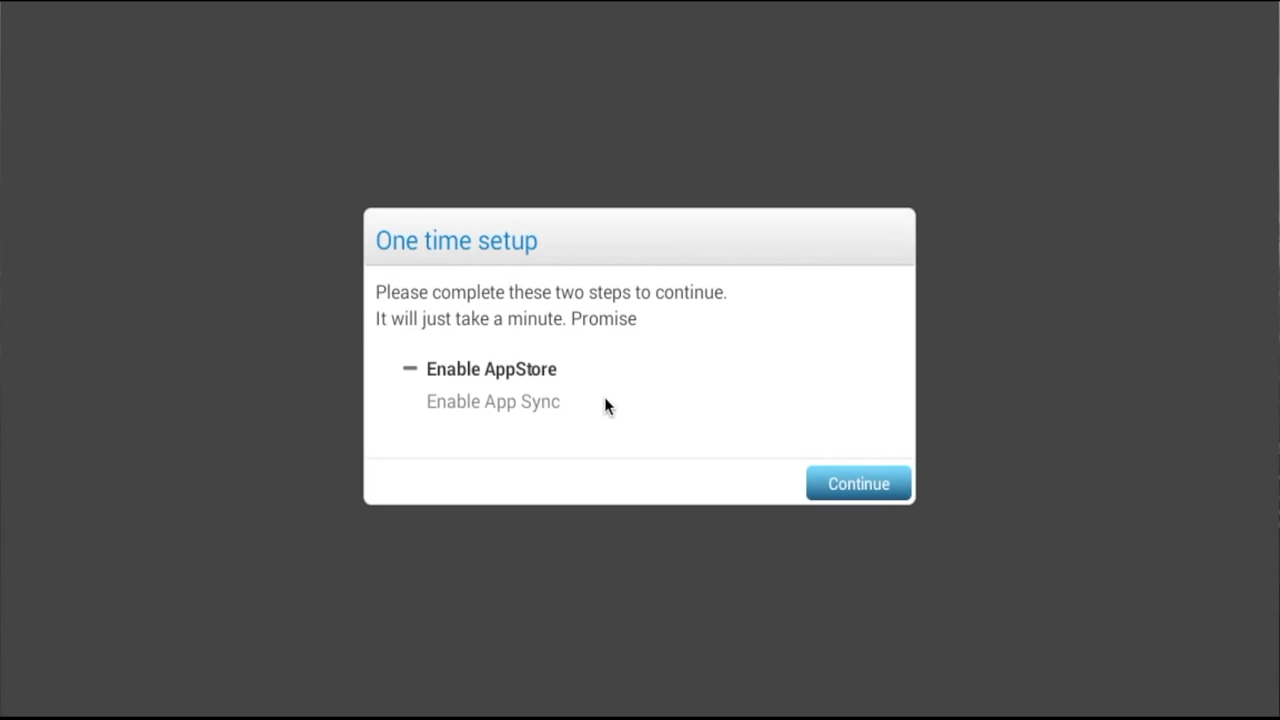 One time setup
Please complete these two steps to continue.
It will just take a minute. Promise
Enable AppStore
Enable App Sync
Continue